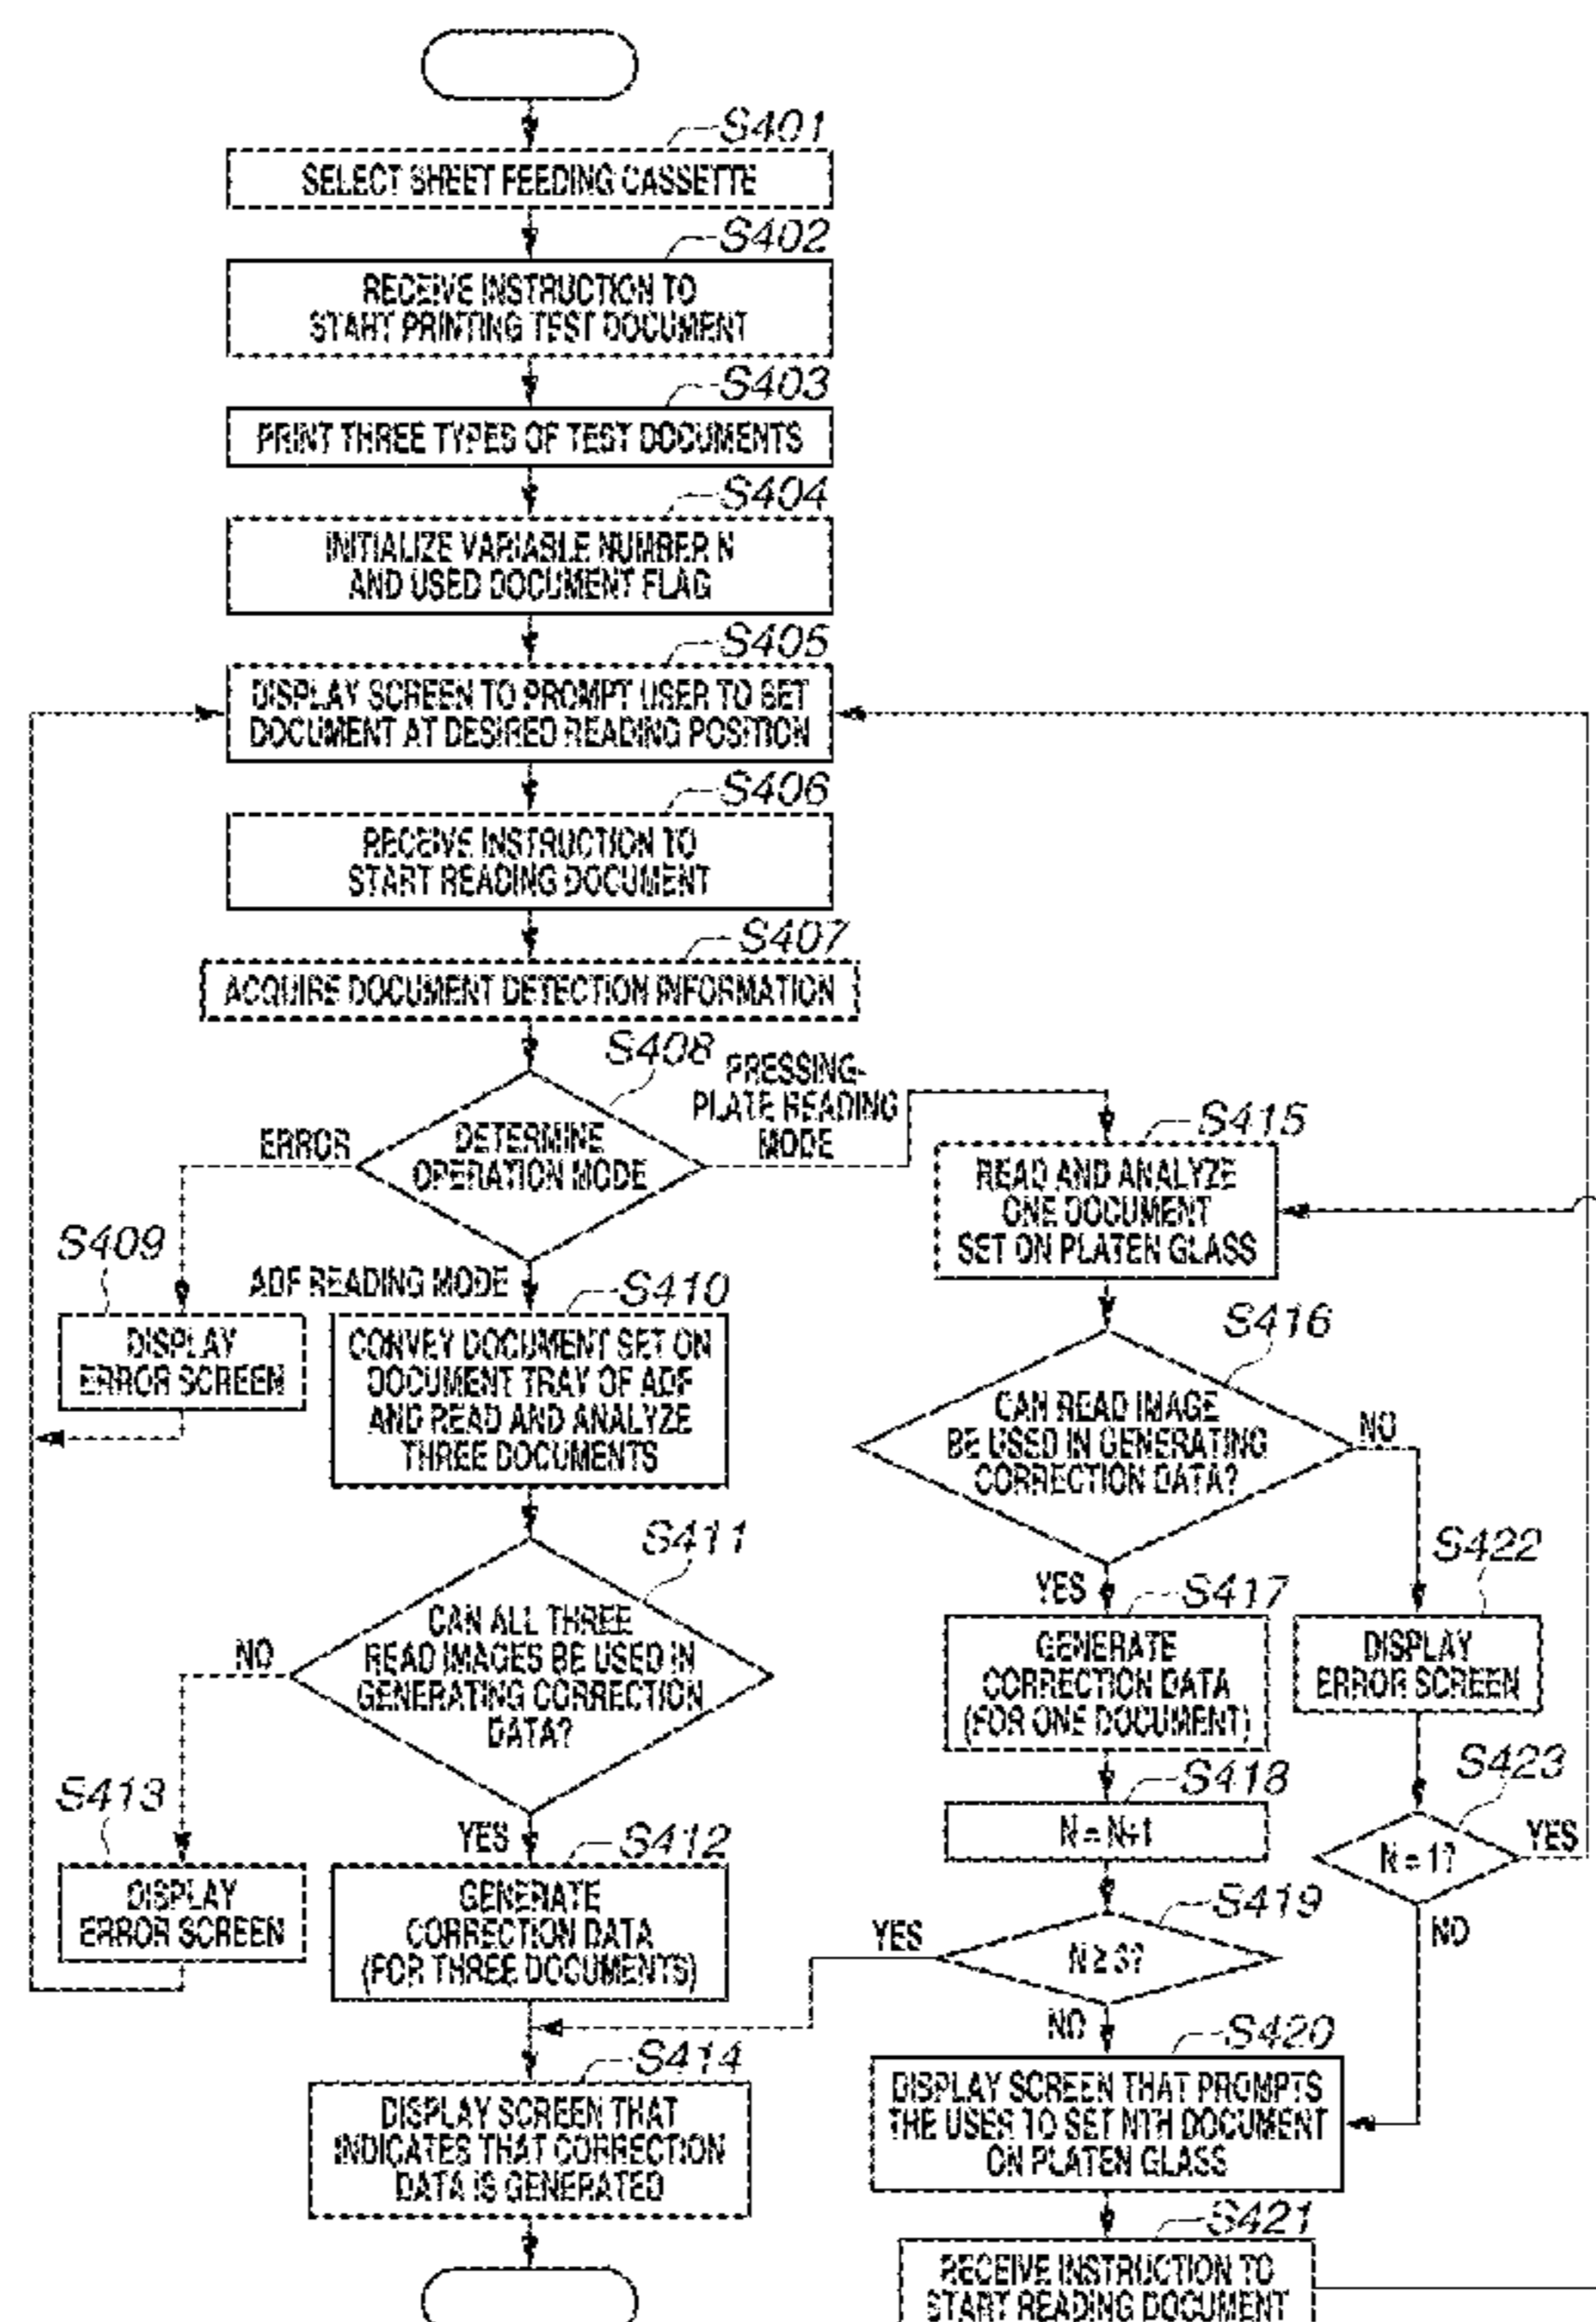 S401
SELECT SHEET FEEDING CASSETTE
S402
RECEIVE INSTRUCTION TO
START PRINTING TEST DOCUMENT
S403
PRINT THREE TYPES OF TEST DOCUMENTS
S404
INITIALIZE VARIABLE NUMBER N
AND USED DOCUMENT FLAG
S405
DISPLAY SCREEN TO PROMPT USER TO SET
DOCUMENT AT DESIRED READING POSITION
S406
RECEIVE INSTRUCTION TO
START READING DOCUMENT
S407
ACQUIRE DOCUMENT DETECTION INFORMATION
S408
DETERMINE
OPERATION MODE
ERROR
PRESSING-
PLATE READING
MODE
ADF READING MODE
S409
DISPLAY
ERROR SCREEN
S410
CONVEY DOCUMENT SET ON
DOCUMENT TRAY OF ADF
AND READ AND ANALYZE
THREE DOCUMENTS
S411
CAN ALL THREE
READ IMAGES BE USED IN
GENERATING CORRECTION
DATA?
NO
YES
S413
DISPLAY
ERROR SCREEN
S412
GENERATE
CORRECTION DATA
(FOR THREE DOCUMENTS)
S414
DISPLAY SCREEN THAT
INDICATES THAT CORRECTION
DATA IS GENERATED
S415
READ AND ANALYZE
ONE DOCUMENT
SET ON PLATEN GLASS
S416
CAN READ IMAGE
BE USED IN GENERATING
CORRECTION DATA?
NO
YES
S417
GENERATE
CORRECTION DATA
(FOR ONE DOCUMENT)
S422
DISPLAY
ERROR SCREEN
S418
N = N+1
S423
N = 1?
YES
NO
S419
N ≥ 3?
YES
NO
S420
DISPLAY SCREEN THAT PROMPTS
THE USER TO SET NTH DOCUMENT
ON PLATEN GLASS
S421
RECEIVE INSTRUCTION TO
START READING DOCUMENT